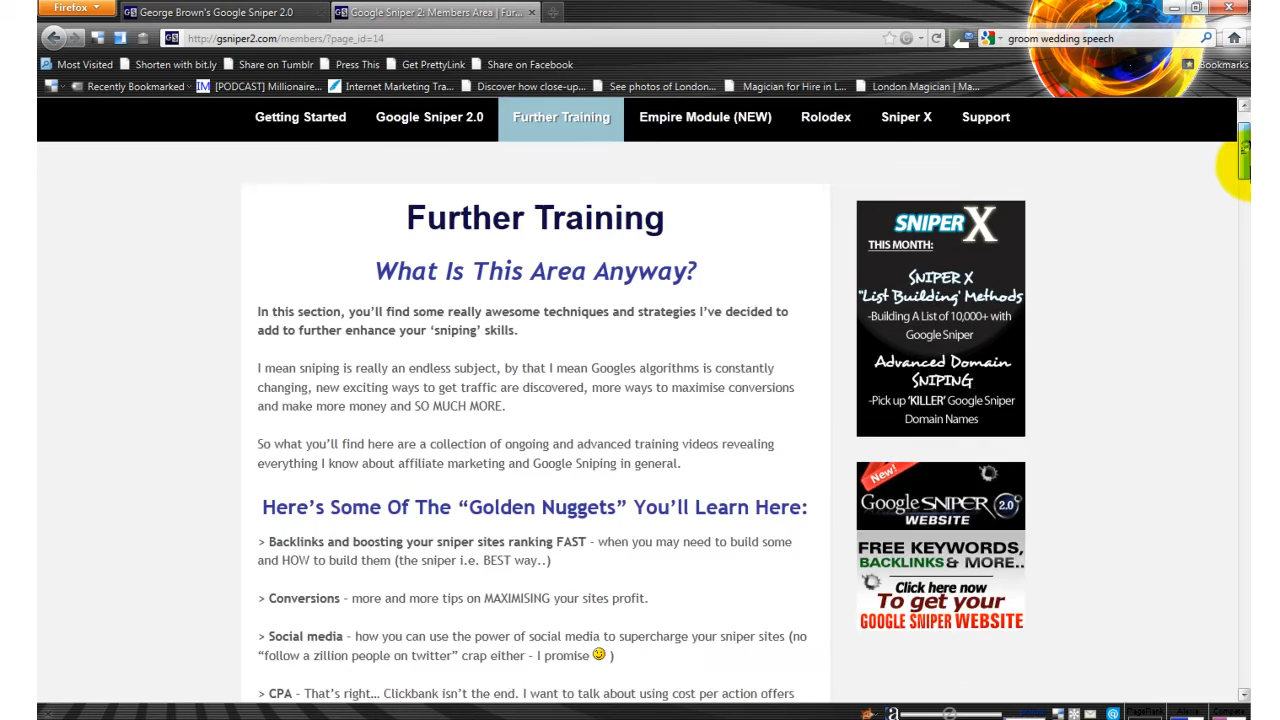 Firefox
George Brown's Google Sniper 2.0
Google Sniper 2: Members Area | Fur...
http://gsniper2.com/members/?page_id=14
groom wedding speech
Most Visited
Shorten with bit.ly
Share on Tumblr
Press This
Get PrettyLink
Share on Facebook
Bookmarks
Recently Bookmarked
[PODCAST] Millionaire...
Internet Marketing Tra...
Discover how close-up...
See photos of London...
Magician for Hire in L...
London Magician | Ma...
Getting Started
Google Sniper 2.0
Further Training
Empire Module (NEW)
Rolodex
Sniper X
Support
Further Training
What Is This Area Anyway?
In this section, you'll find some really awesome techniques and strategies I've decided to
add to further enhance your 'sniping' skills.
I mean sniping is really an endless subject, by that I mean Googles algorithms is constantly
changing, new exciting ways to get traffic are discovered, more ways to maximise conversions
and make more money and SO MUCH MORE.
So what you'll find here are a collection of ongoing and advanced training videos revealing
everything I know about affiliate marketing and Google Sniping in general.
Here's Some Of The “Golden Nuggets” You'll Learn Here:
> Backlinks and boosting your sniper sites ranking FAST – when you may need to build some
and HOW to build them (the sniper i.e. BEST way..)
> Conversions – more and more tips on MAXIMISING your sites profit.
> Social media – how you can use the power of social media to supercharge your sniper sites (no
“follow a zillion people on twitter” crap either – I promise )
> CPA – That's right… Clickbank isn't the end. I want to talk about using cost per action offers
SNIPER X
THIS MONTH:
SNIPER X
"List Building' Methods
-Building A List of 10,000+ with
Google Sniper
Advanced Domain
SNIPING
-Pick up 'KILLER' Google Sniper
Domain Names
New!
Google SNIPER 2.0
WEBSITE
FREE KEYWORDS,
BACKLINKS & MORE..
Click here now
To get your
GOOGLE SNIPER WEBSITE